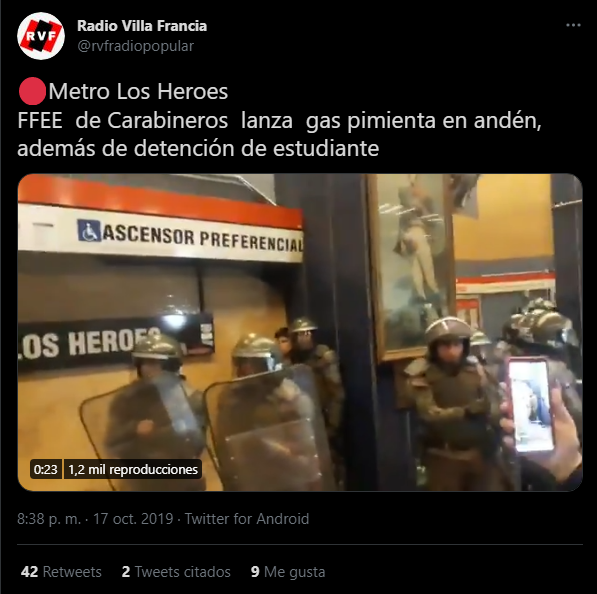 RVF
Radio Villa Francia
@rvfradiopopular
Metro Los Heroes
FFEE de Carabineros lanza gas pimienta en andén,
además de detención de estudiante
ASCENSOR PREFERENCIAL
LOS HEROES
0:23 1,2 mil reproducciones
8:38 p. m. · 17 oct. 2019 · Twitter for Android
42 Retweets 2 Tweets citados 9 Me gusta